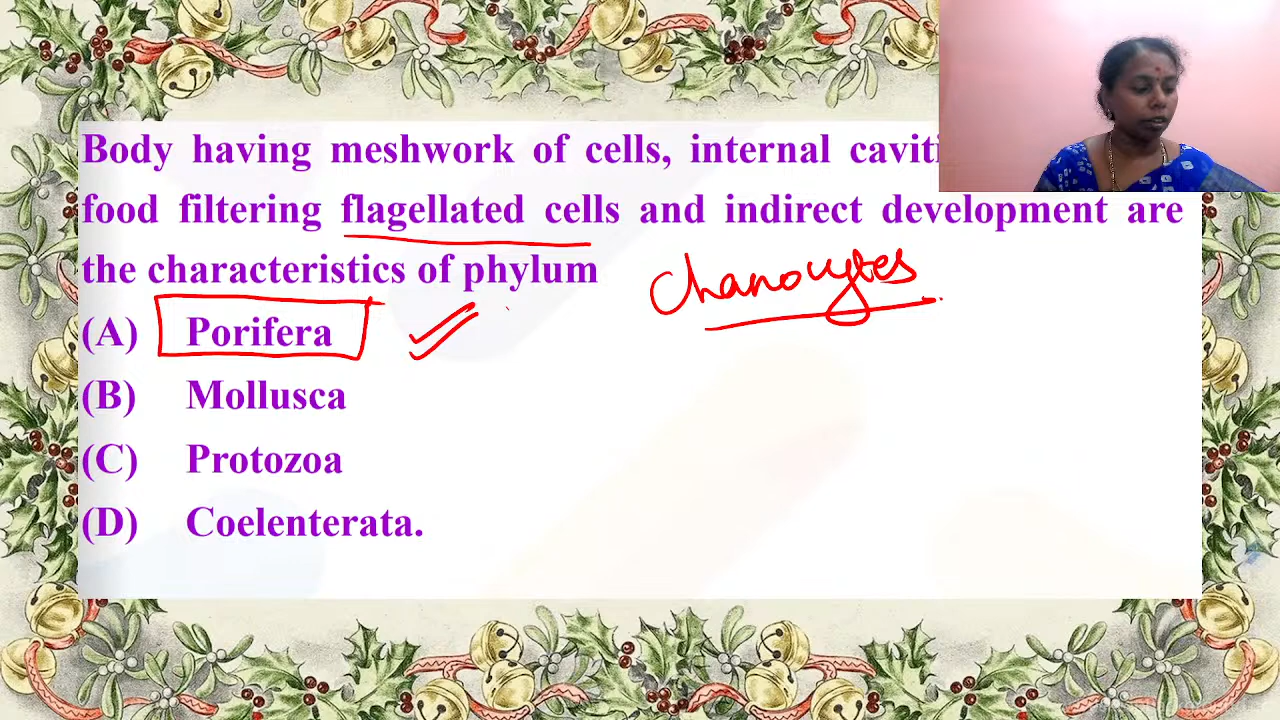 Body having meshwork of cells, internal
food filtering flagellated cells and indirect development are
the characteristics of phylum
chanocytes
(A) Porifera
(B) Mollusca
(C) Protozoa
(D) Coelenterata.